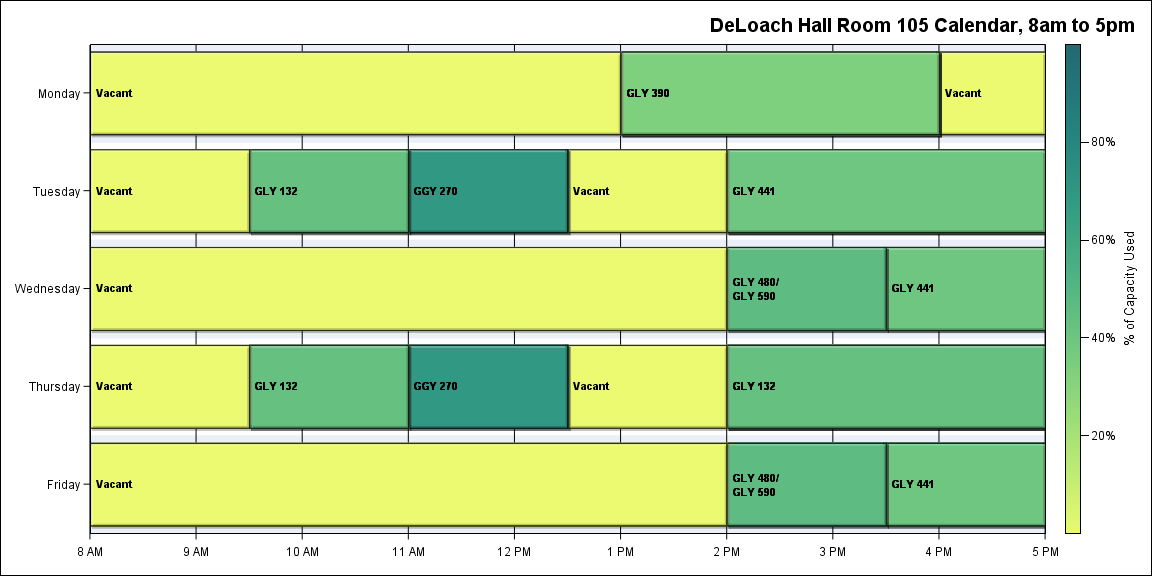 DeLoach Hall Room 105 Calendar, 8am to 5pm
Monday
Vacant
GLY 390
Vacant
Tuesday
Vacant
GLY 132
GGY 270
Vacant
GLY 441
Wednesday
Vacant
GLY 480/
GLY 590
GLY 441
Thursday
Vacant
GLY 132
GGY 270
Vacant
GLY 132
Friday
Vacant
GLY 480/
GLY 590
GLY 441
8 AM
9 AM
10 AM
11 AM
12 PM
1 PM
2 PM
3 PM
4 PM
5 PM
80%
60%
40%
20%
% of Capacity Used